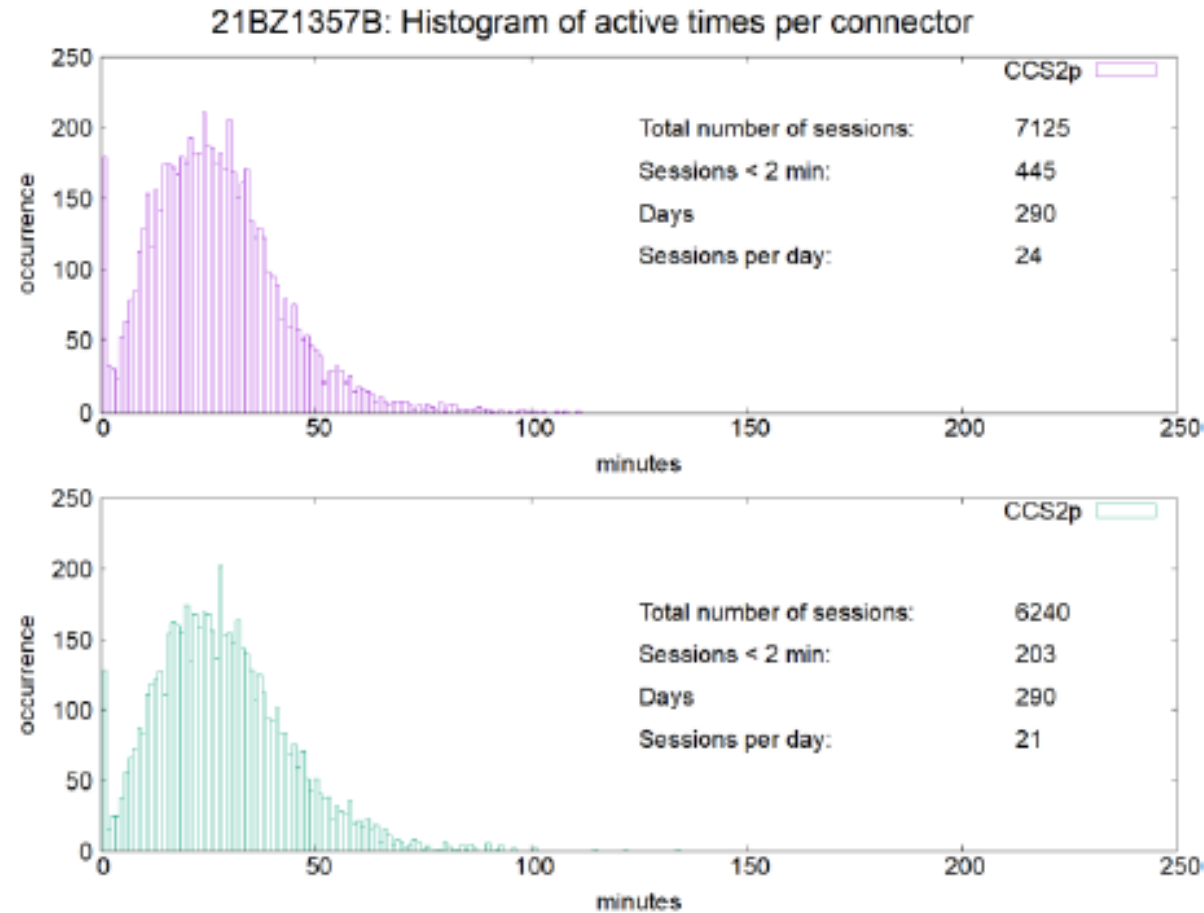 21BZ1357B: Histogram of active times per connector
CCS2p
Total number of sessions: 7125
Sessions < 2 min: 445
Days 290
Sessions per day: 24
occurrence
250
200
150
100
50
0
0 50 100 150 200 250
minutes
CCS2p
Total number of sessions: 6240
Sessions < 2 min: 203
Days 290
Sessions per day: 21
occurrence
250
200
150
100
50
0
0 50 100 150 200 250
minutes